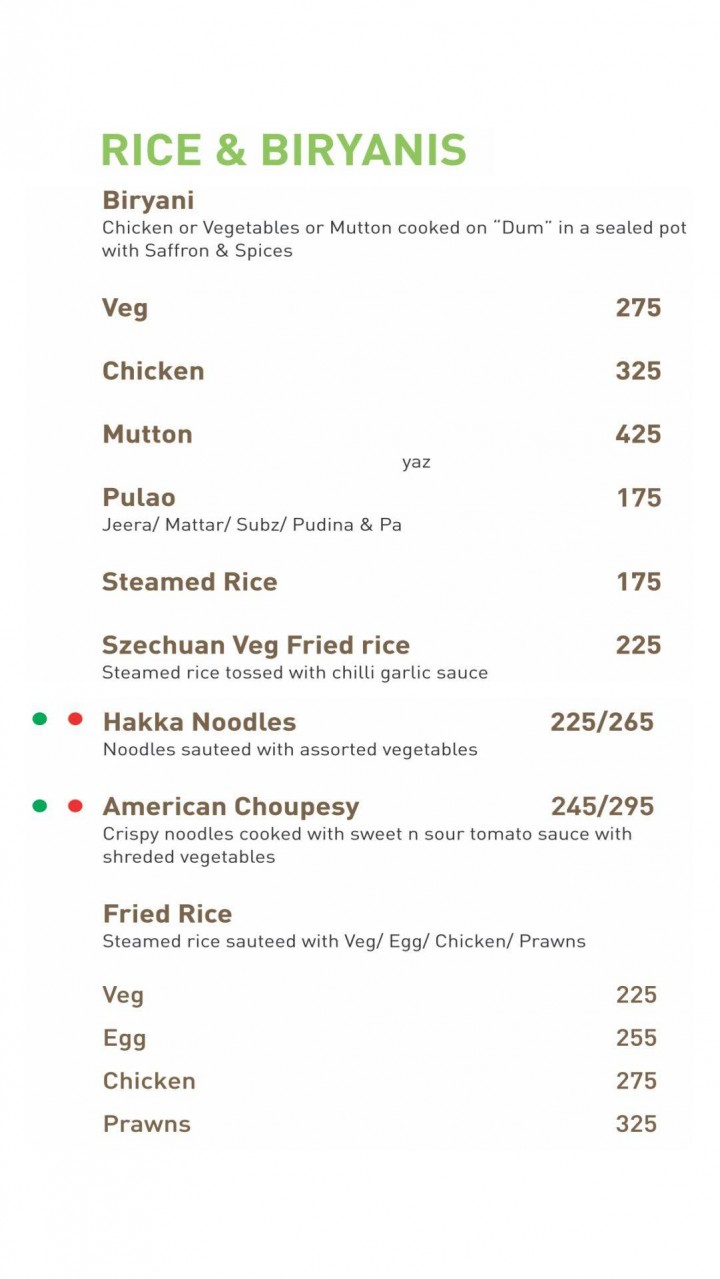 RICE & BIRYANIS
Biryani
Chicken or Vegetables or Mutton cooked on “Dum” in a sealed pot
with Saffron & Spices
Veg 275
Chicken 325
Mutton 425
yaz
Pulao 175
Jeera/ Mattar/ Subz/ Pudina & Pa
Steamed Rice 175
Szechuan Veg Fried rice 225
Steamed rice tossed with chilli garlic sauce
Hakka Noodles 225/265
Noodles sauteed with assorted vegetables
American Choupesy 245/295
Crispy noodles cooked with sweet n sour tomato sauce with
shreded vegetables
Fried Rice
Steamed rice sauteed with Veg/ Egg/ Chicken/ Prawns
Veg 225
Egg 255
Chicken 275
Prawns 325